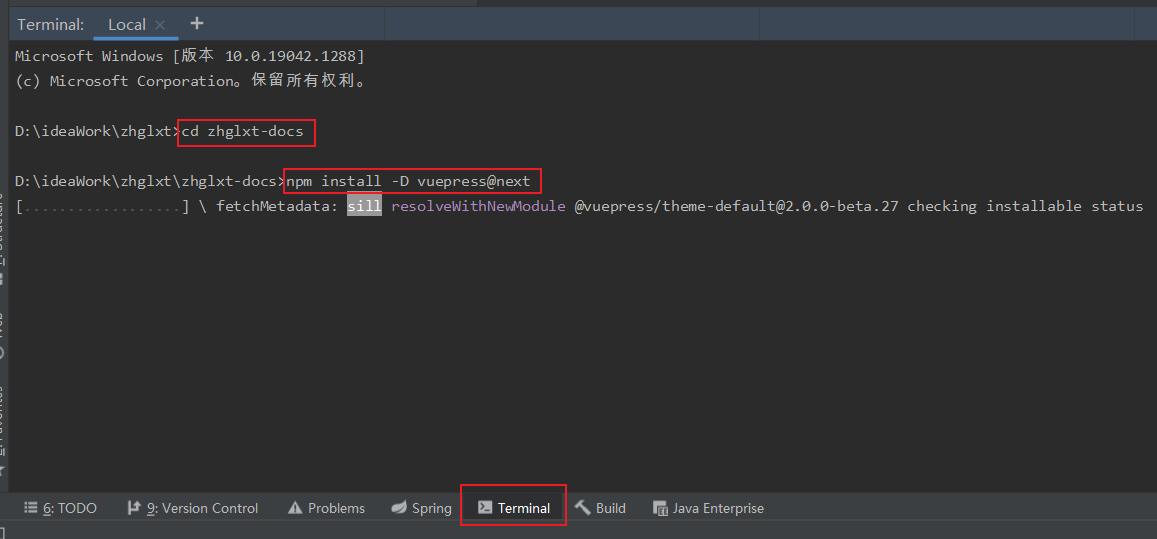 Terminal: Local × +
Microsoft Windows [版本 10.0.19042.1288]
(c) Microsoft Corporation。保留所有权利。
D:\ideaWork\zhglxt>cd zhglxt-docs
D:\ideaWork\zhglxt\zhglxt-docs>npm install -D vuepress@next
[................] \ fetchMetadata: sill resolveWithNewModule @vuepress/theme-default@2.0.0-beta.27 checking installable status
6: TODO 9: Version Control Problems Spring Terminal Build Java Enterprise